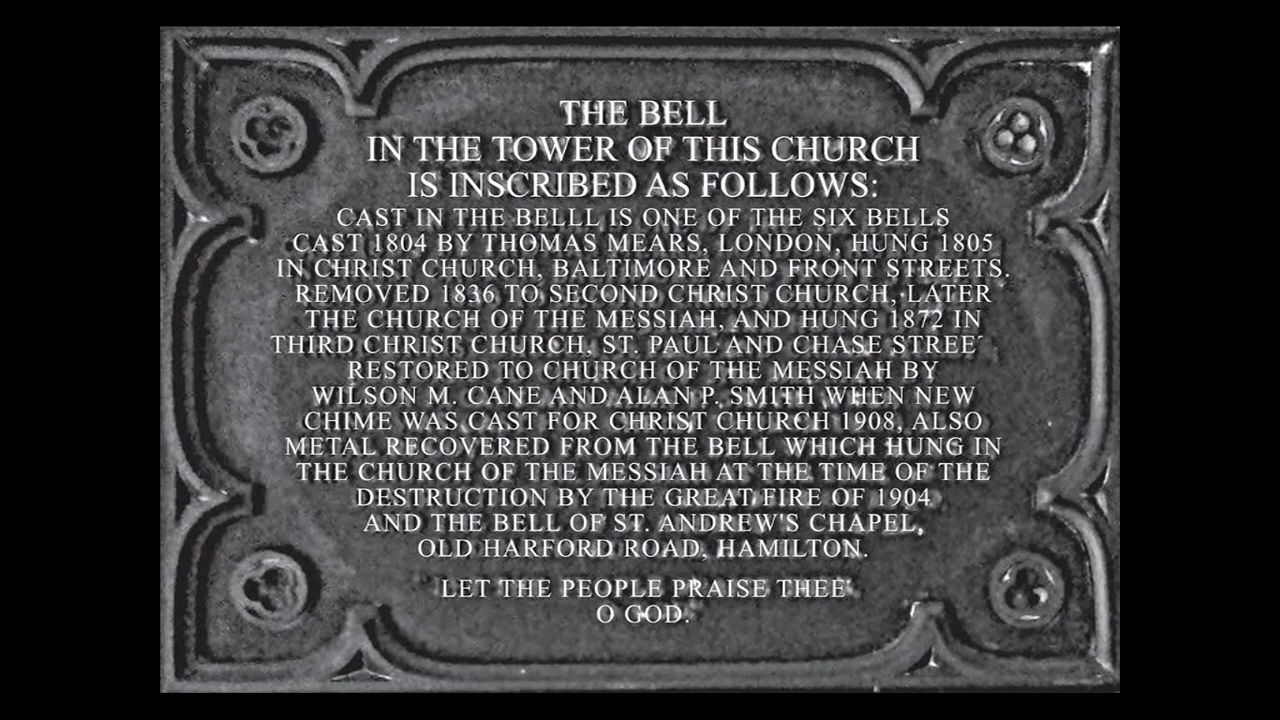 THE BELL
IN THE TOWER OF THIS CHURCH
IS INSCRIBED AS FOLLOWS:
CAST IN THE BELLL IS ONE OF THE SIX BELLS
CAST 1804 BY THOMAS MEARS, LONDON, HUNG 1805
IN CHRIST CHURCH, BALTIMORE AND FRONT STREETS.
REMOVED 1836 TO SECOND CHRIST CHURCH, LATER
THE CHURCH OF THE MESSIAH, AND HUNG 1872 IN
THIRD CHRIST CHURCH, ST. PAUL AND CHASE STREE
RESTORED TO CHURCH OF THE MESSIAH BY
WILSON M. CANE AND ALAN P. SMITH WHEN NEW
CHIME WAS CAST FOR CHRIST CHURCH 1908, ALSO
METAL RECOVERED FROM THE BELL WHICH HUNG IN
THE CHURCH OF THE MESSIAH AT THE TIME OF THE
DESTRUCTION BY THE GREAT FIRE OF 1904
AND THE BELL OF ST. ANDREW'S CHAPEL,
OLD HARFORD ROAD, HAMILTON.
LET THE PEOPLE PRAISE THEE
O GOD.